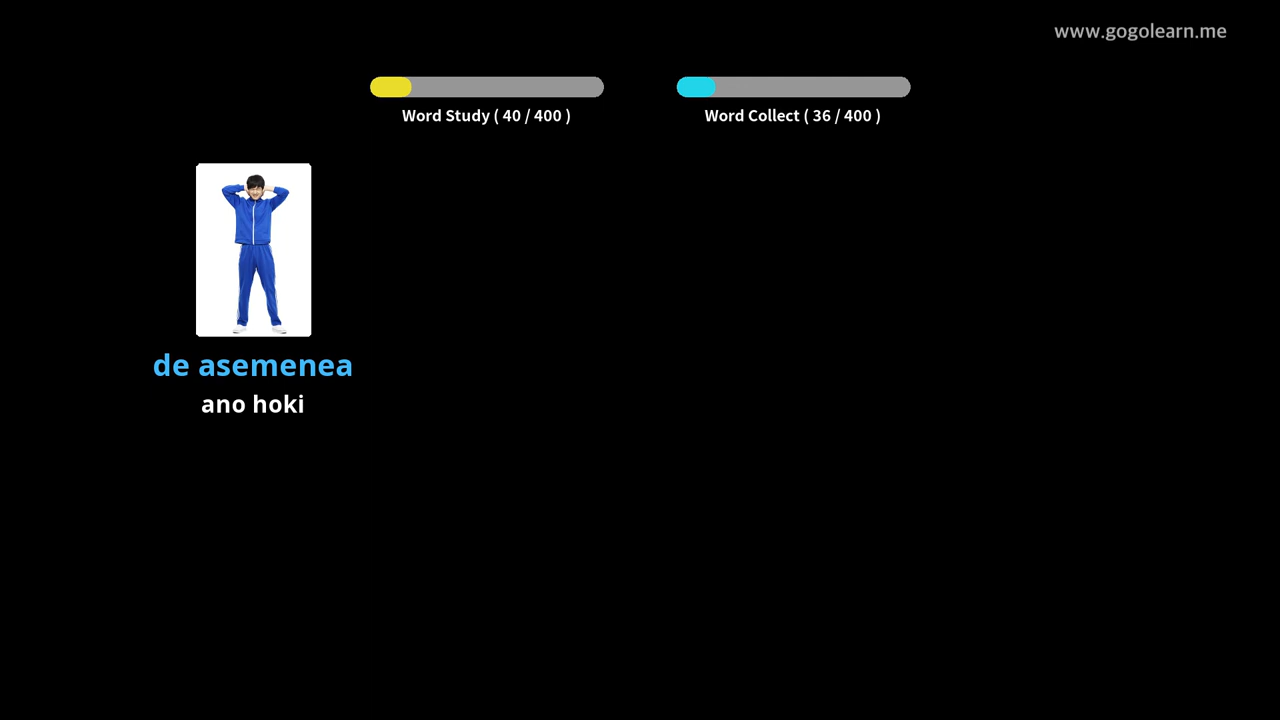 www.gogolearn.me
Word Study ( 40 / 400 )
Word Collect ( 36 / 400 )
de asemenea
ano hoki